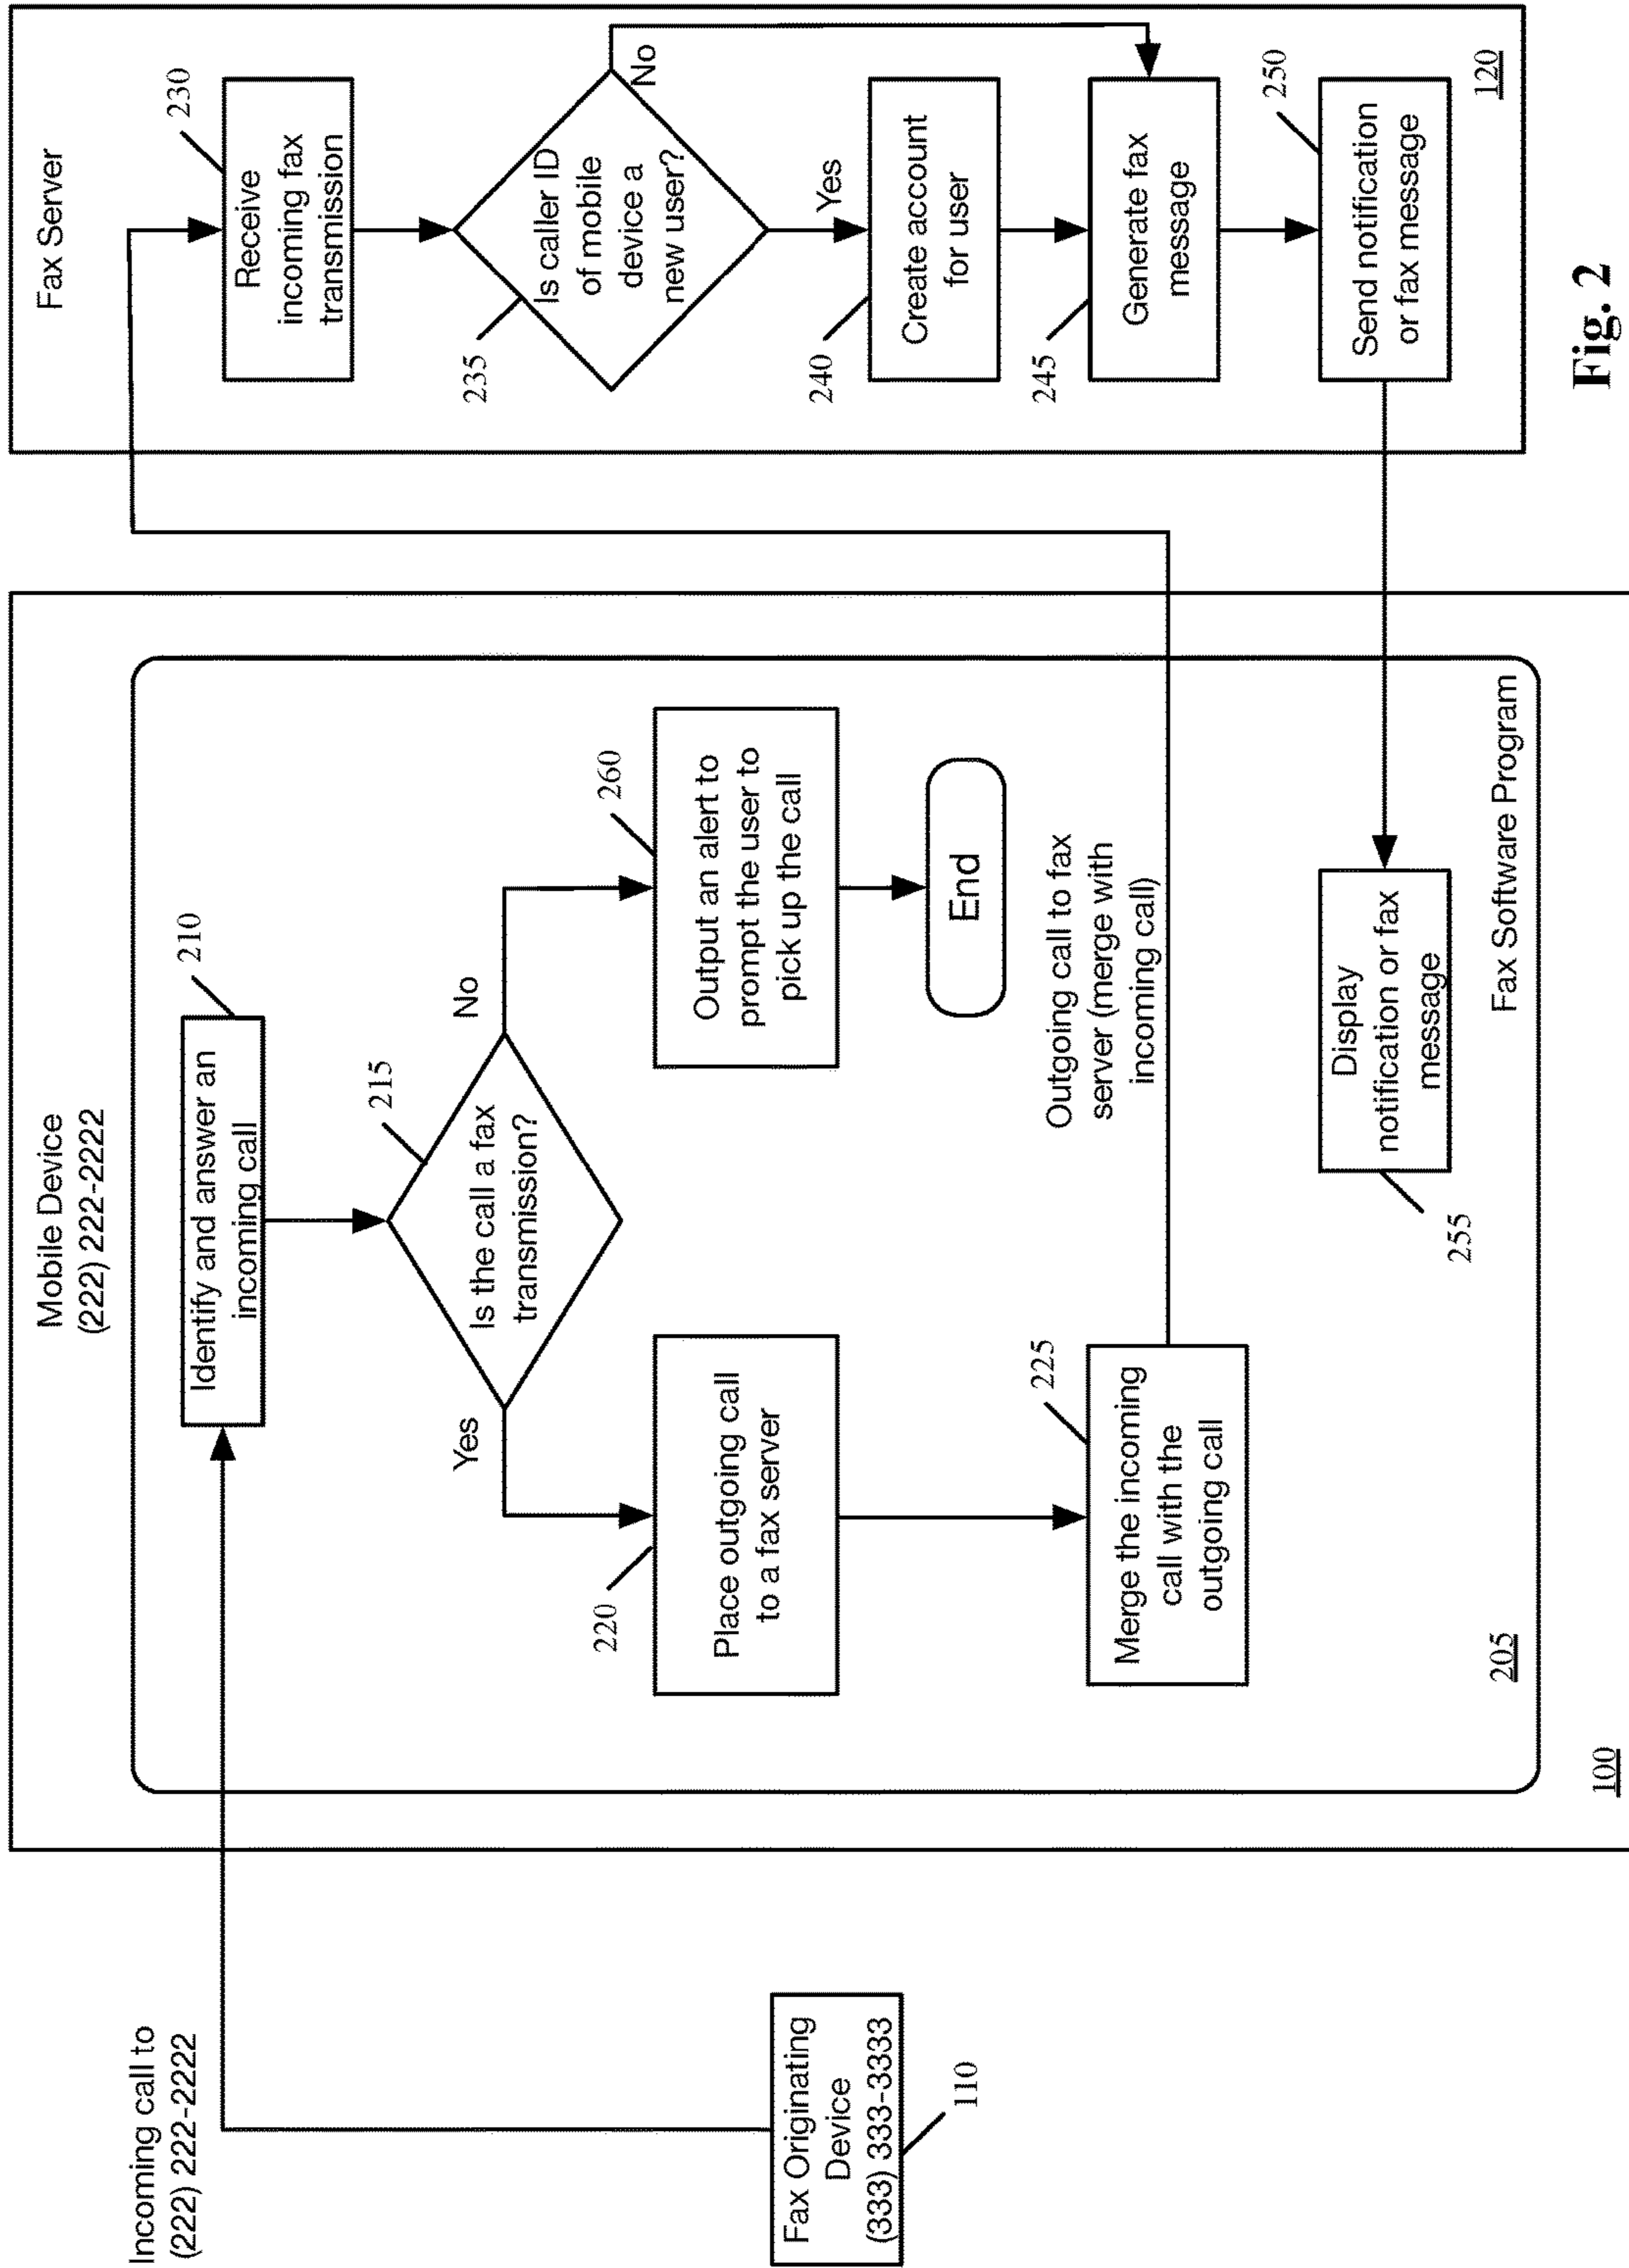 Incoming call to
(222) 222-2222
Fax Originating
Device
(333) 333-3333
110
Mobile Device
(222) 222-2222
Identify and answer an
incoming call
210
Is the call a fax
transmission?
215
Yes
No
Place outgoing call
to a fax server
220
Output an alert to
prompt the user to
pick up the call
260
End
Merge the incoming
call with the
outgoing call
225
Outgoing call to fax
server (merge with
incoming call)
Display
notification or fax
message
255
205
Fax Software Program
100
Fax Server
Receive
incoming fax
transmission
230
Is caller ID
of mobile
device a
new user?
235
No
Yes
Create account
for user
240
Generate fax
message
245
Send notification
or fax message
250
120
Fig. 2